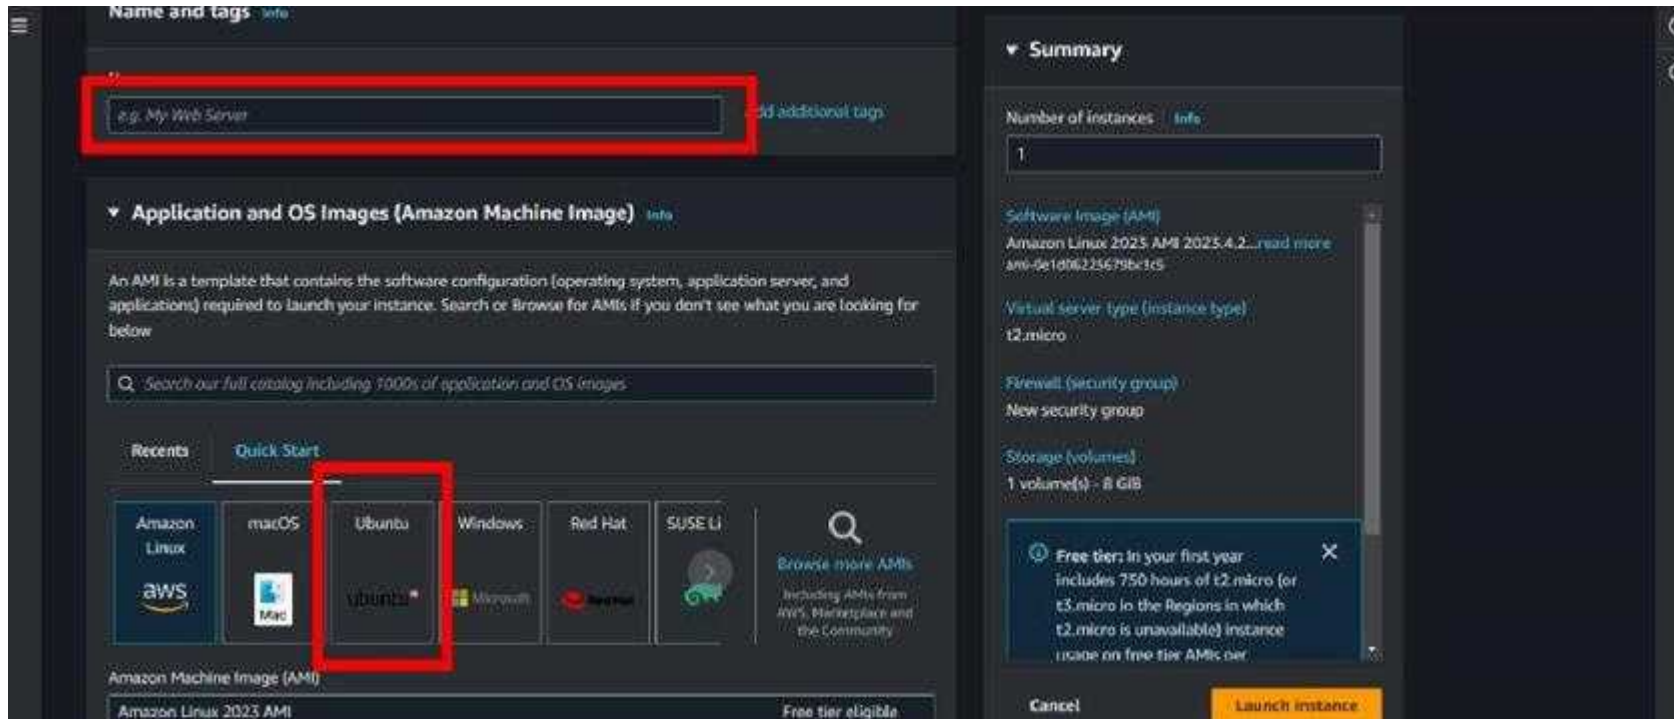 Name and tags Info
e.g. My Web Server
add additional tags
Application and OS Images (Amazon Machine Image) Info
An AMI is a template that contains the software configuration (operating system, application server, and
applications) required to launch your instance. Search or Browse for AMIs if you don't see what you are looking for
below
Search our full catalog including 1000s of application and OS images
Recents Quick Start
Amazon
Linux
aws
macOS
Mac
Ubuntu
ubuntu
Windows
Microsoft
Red Hat
RedHat
SUSE Li
Browse more AMIs
Including AMIs from
AWS, Marketplace and
the Community
Amazon Machine Image (AMI)
Amazon Linux 2023 AMI
Free tier eligible
Summary
Number of instances Info
1
Software Image (AMI)
Amazon Linux 2023 AMI 2023.4.2...read more
Virtual server type (instance type)
t2.micro
Firewall (security group)
New security group
Storage (volumes)
1 volume(s) - 8 GiB
Free tier: In your first year
includes 750 hours of t2.micro (or
t3.micro in the Regions in which
t2.micro is unavailable) instance
usage on free tier AMIs per
Cancel
Launch instance